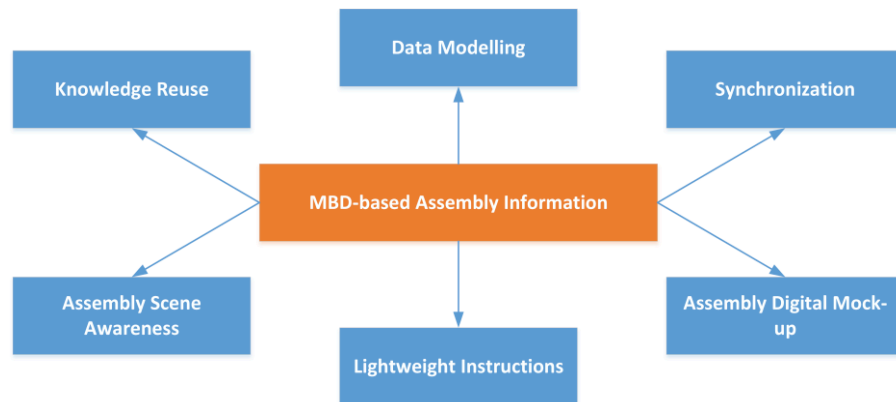 Data Modelling
Knowledge Reuse
Synchronization
MBD-based Assembly Information
Assembly Scene
Awareness
Assembly Digital Mock-
up
Lightweight Instructions